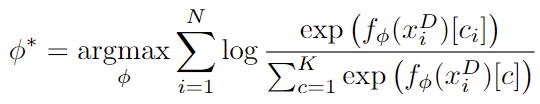 $\phi^* = \underset{\phi}{\operatorname{argmax}} \sum_{i=1}^{N} \log \frac{\exp\left(f_\phi(x_i^D)[c_i]\right)}{\sum_{c=1}^{K} \exp\left(f_\phi(x_i^D)[c]\right)}$